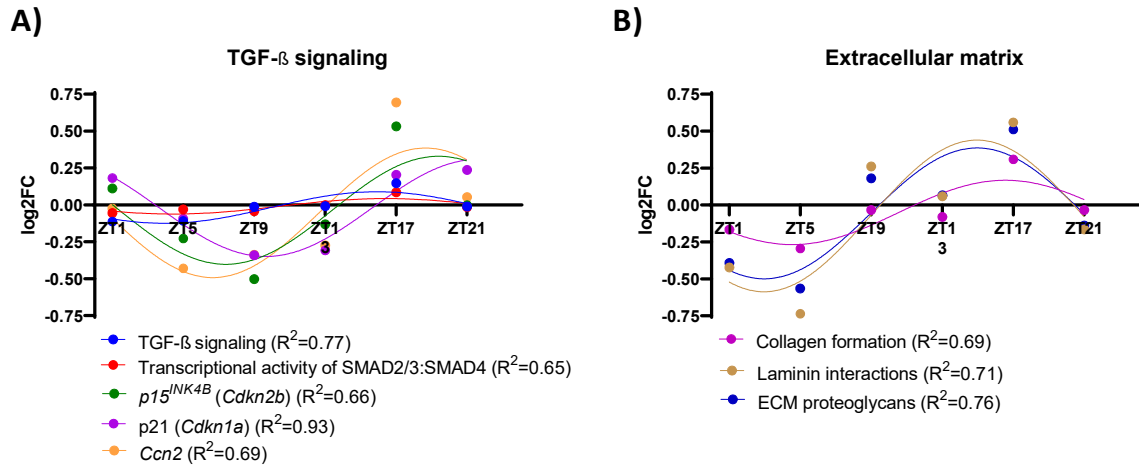 A)
TGF-ß signaling
0.75
0.50
0.25
0.00
-0.25
-0.50
-0.75
log2FC
ZT1
ZT5
ZT9
ZT1
3
ZT17
ZT21
TGF-ß signaling (R²=0.77)
Transcriptional activity of SMAD2/3:SMAD4 (R²=0.65)
p15^INK4B (Cdkn2b) (R²=0.66)
p21 (Cdkn1a) (R²=0.93)
Ccn2 (R²=0.69)
B)
Extracellular matrix
0.75
0.50
0.25
0.00
-0.25
-0.50
-0.75
log2FC
ZT1
ZT5
ZT9
ZT1
3
ZT17
ZT21
Collagen formation (R²=0.69)
Laminin interactions (R²=0.71)
ECM proteoglycans (R²=0.76)